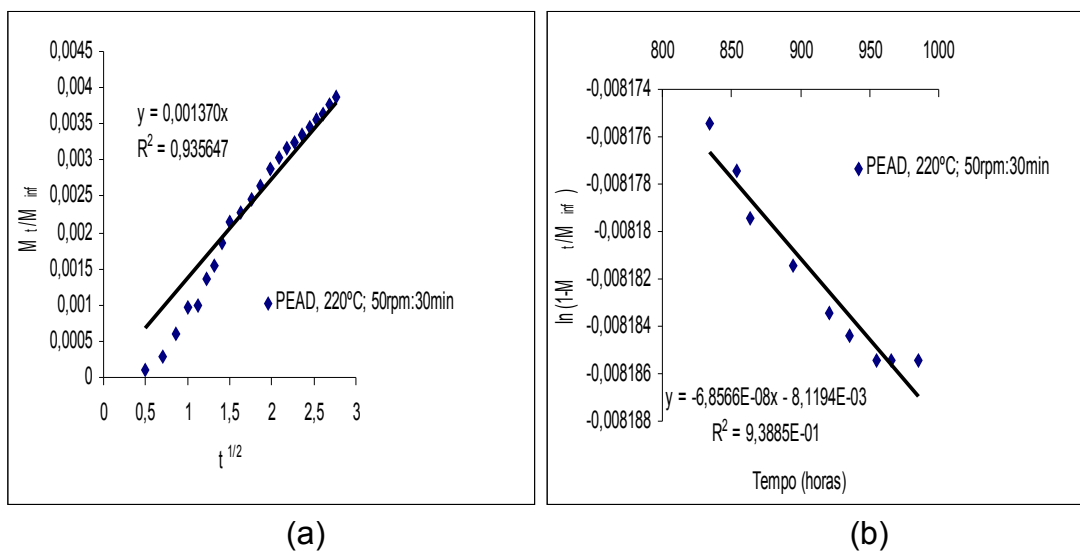 0,0045
0,004
0,0035
0,003
0,0025
0,002
0,0015
0,001
0,0005
0
M t/M inf
y = 0,001370x
R² = 0,935647
PEAD, 220ºC; 50rpm:30min
0 0,5 1 1,5 2 2,5 3
t 1/2
(a)
800 850 900 950 1000
-0,008174
-0,008176
-0,008178
-0,00818
-0,008182
-0,008184
-0,008186
-0,008188
ln (1-M t/M inf)
PEAD, 220ºC; 50rpm:30min
y = -6,8566E-08x - 8,1194E-03
R² = 9,3885E-01
Tempo (horas)
(b)